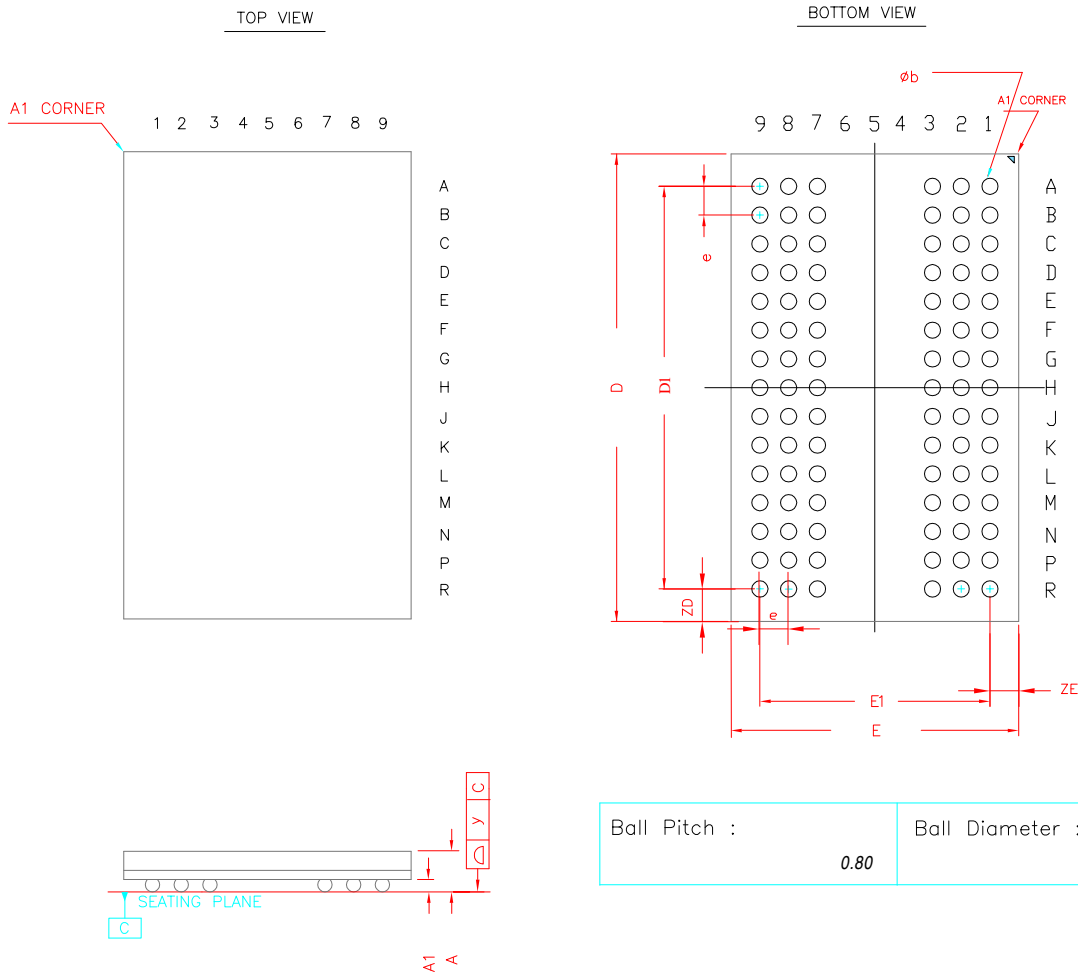 TOP VIEW
BOTTOM VIEW
A1 CORNER
1 2 3 4 5 6 7 8 9
A
B
C
D
E
F
G
H
J
K
L
M
N
P
R
øb
A1 CORNER
9 8 7 6 5 4 3 2 1
A
B
C
D
E
F
G
H
J
K
L
M
N
P
R
e
D
D1
ZD
e
ZE
E1
E
C
y
SEATING PLANE
C
A1
A
Ball Pitch :
0.80
Ball Diameter :